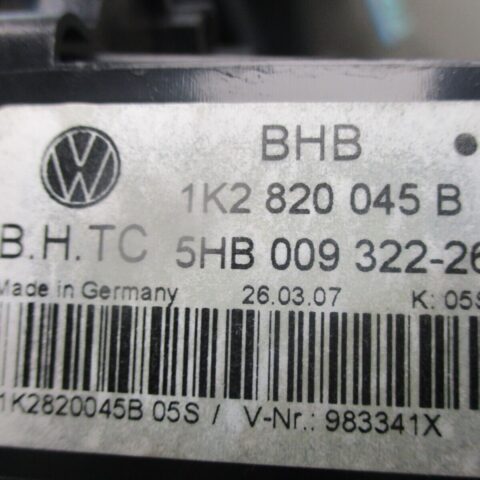 BHB
1K2 820 045 B
B.H.TC 5HB 009 322-26
Made in Germany 26.03.07 K: 05S
1K2820045B 05S / V-Nr.: 983341X